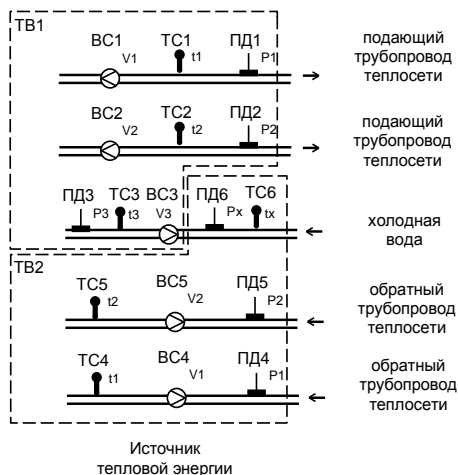 ТВ1
ВС1 ТС1 ПД1
V1 t1 P1
подающий
трубопровод
теплосети
ВС2 ТС2 ПД2
V2 t2 P2
подающий
трубопровод
теплосети
ПД3 ТС3 ВС3 ПД6 ТС6
P3 t3 V3 Px tx
холодная
вода
ТВ2
ТС5 ВС5 ПД5
t2 V2 P2
обратный
трубопровод
теплосети
ТС4 ВС4 ПД4
t1 V1 P1
обратный
трубопровод
теплосети
Источник
тепловой энергии